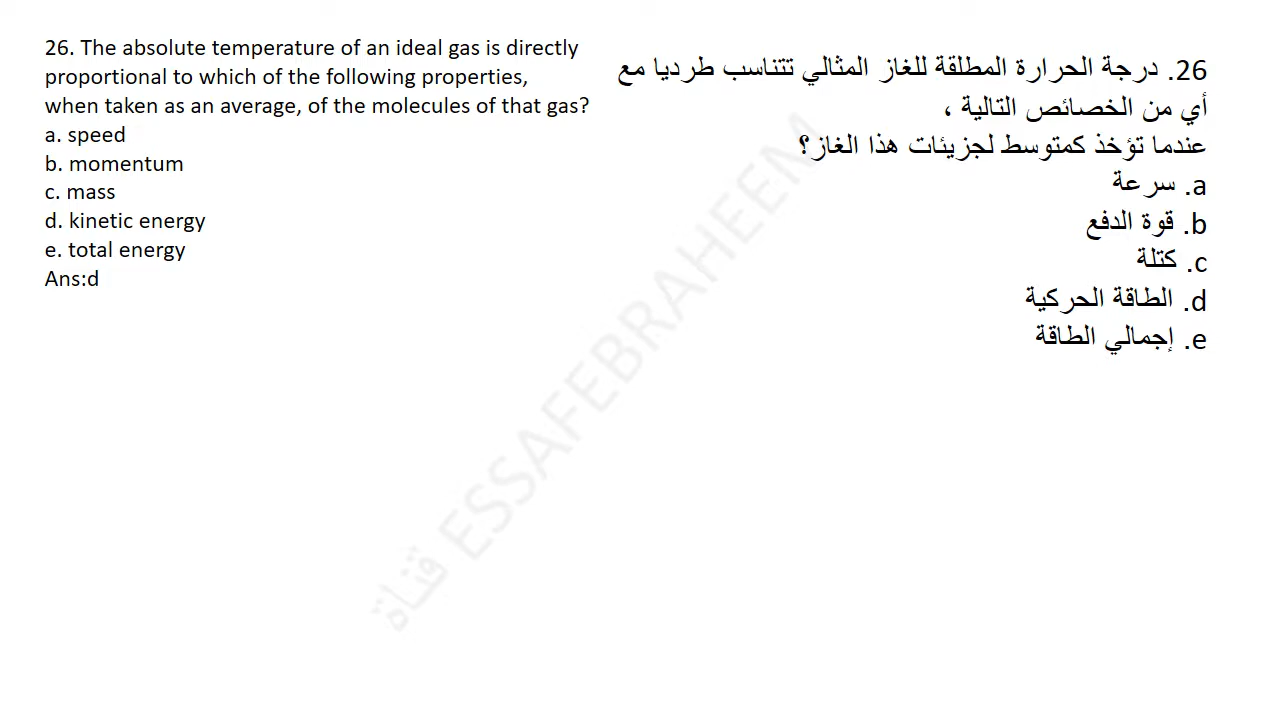 26. The absolute temperature of an ideal gas is directly
proportional to which of the following properties,
when taken as an average, of the molecules of that gas?
a. speed
b. momentum
c. mass
d. kinetic energy
e. total energy
Ans:d
26. درجة الحرارة المطلقة للغاز المثالي تتناسب طرديا مع
أي من الخصائص التالية ،
عندما تؤخذ كمتوسط لجزيئات هذا الغاز؟
a. سرعة
b. قوة الدفع
c. كتلة
d. الطاقة الحركية
e. إجمالي الطاقة
قناة ESSAFEBRAHEEM